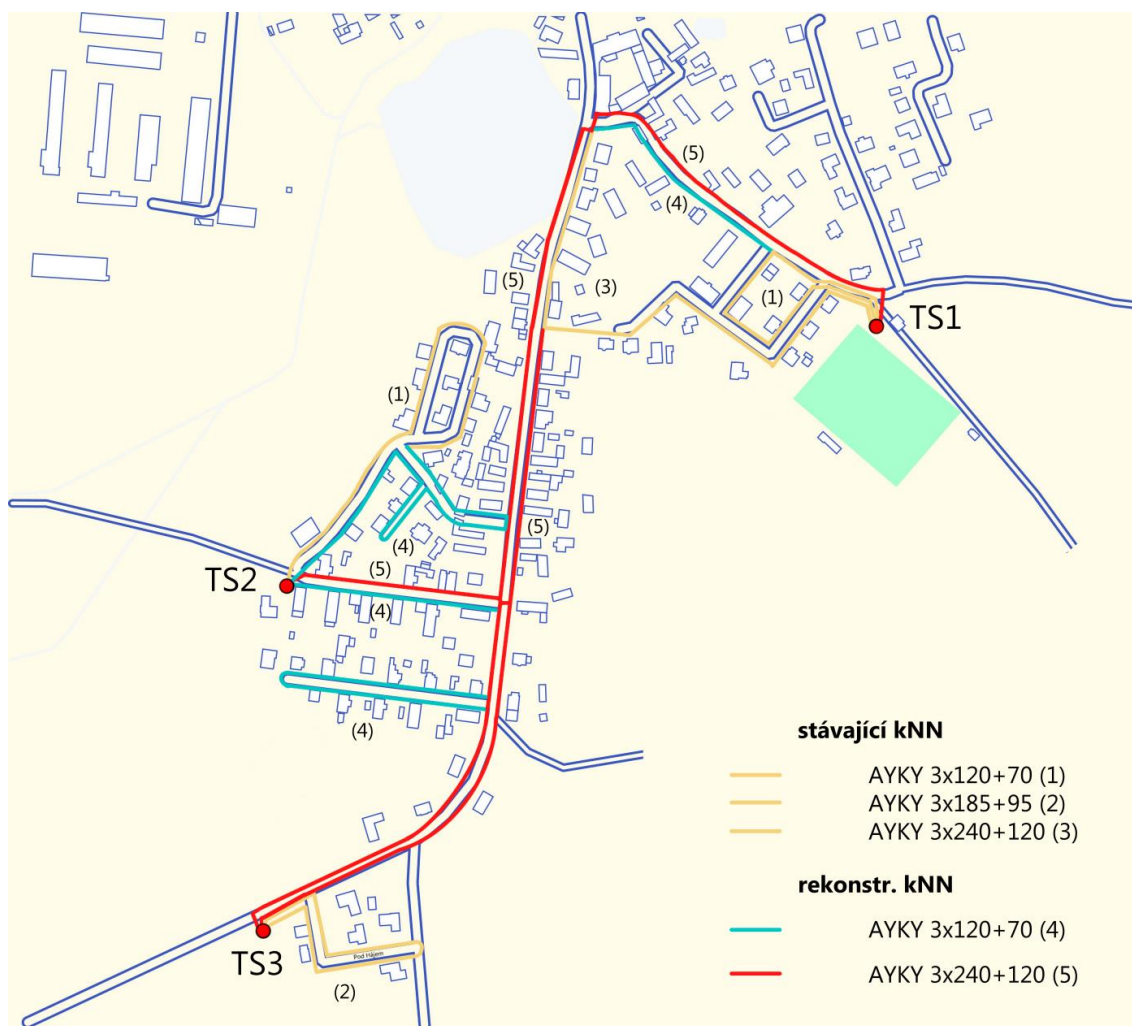 (5)
(4)
(5)
(3)
(1)
TS1
(1)
(5)
(4)
(5)
TS2
(4)
(4)
TS3
Pod Hájem
(2)
stávající kNN
AYKY 3x120+70 (1)
AYKY 3x185+95 (2)
AYKY 3x240+120 (3)
rekonstr. kNN
AYKY 3x120+70 (4)
AYKY 3x240+120 (5)